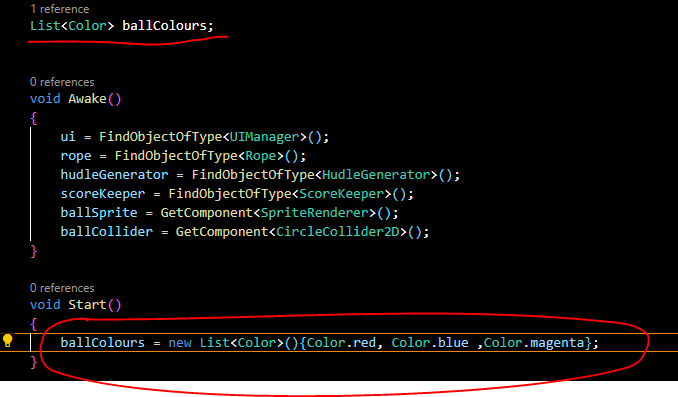 1 reference
List<Color> ballColours;
0 references
void Awake()
{
ui = FindObjectOfType<UIManager>();
rope = FindObjectOfType<Rope>();
hudleGenerator = FindObjectOfType<HudleGenerator>();
scoreKeeper = FindObjectOfType<ScoreKeeper>();
ballSprite = GetComponent<SpriteRenderer>();
ballCollider = GetComponent<CircleCollider2D>();
}
0 references
void Start()
{
ballColours = new List<Color>(){Color.red, Color.blue ,Color.magenta};
}